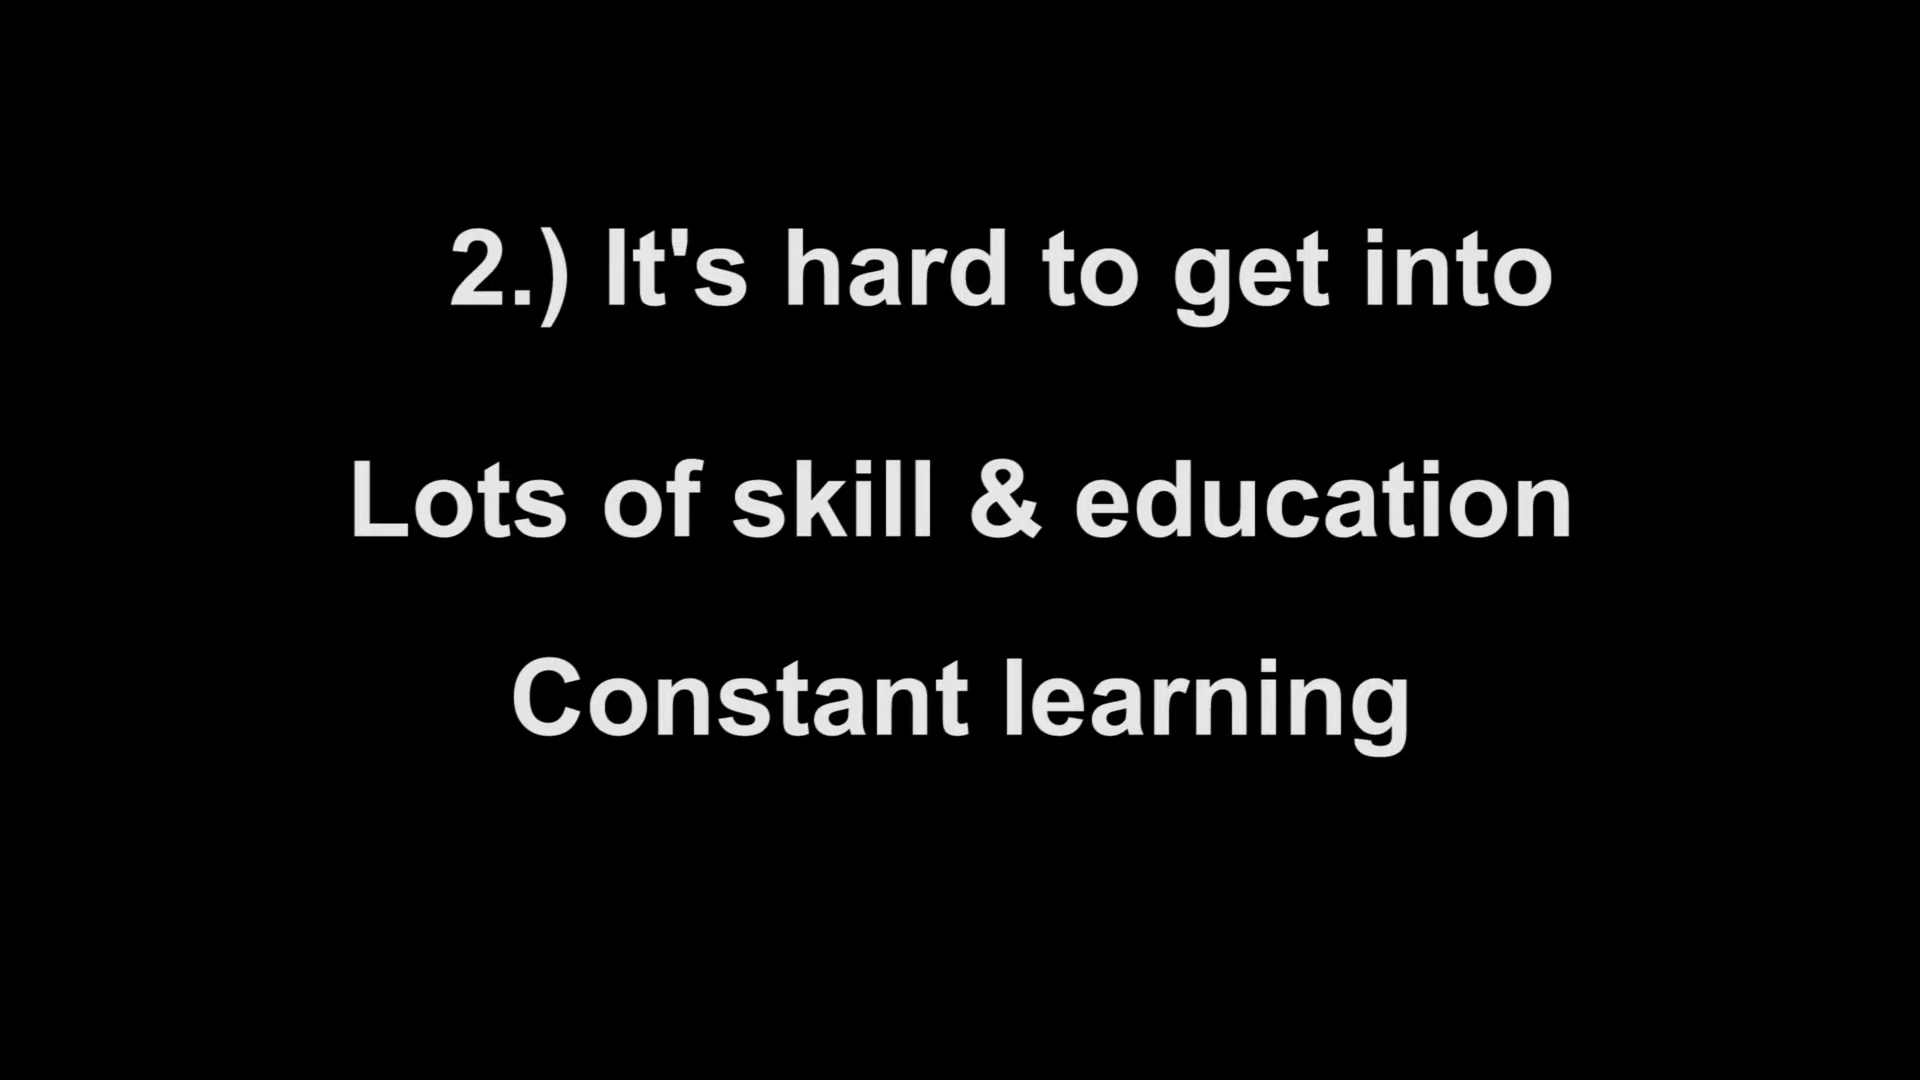 2.) It's hard to get into
Lots of skill & education
Constant learning